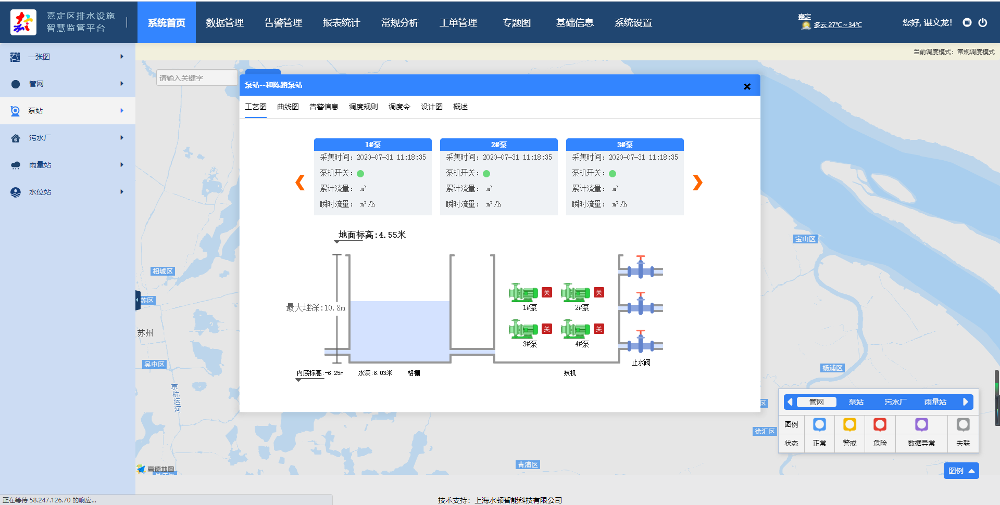 嘉定区排水设施
智慧监管平台
系统首页 数据管理 告警管理 报表统计 常规分析 工单管理 专题图 基础信息 系统设置
嘉定
多云 27℃～34℃
您好, 谌文龙!
当前调度模式：常规调度模式
一张图
管网
泵站
污水厂
雨量站
水位站
请输入关键字
泵站--和陈路泵站
工艺图 曲线图 告警信息 调度规则 调度令 设计图 概述
1#泵
采集时间：2020-07-31 11:18:35
泵机开关：
累计流量： m³
瞬时流量： m³/h
2#泵
采集时间：2020-07-31 11:18:35
泵机开关：
累计流量： m³
瞬时流量： m³/h
3#泵
采集时间：2020-07-31 11:18:35
泵机开关：
累计流量： m³
瞬时流量： m³/h
地面标高:4.55米
最大埋深:10.8m
关 关
1#泵 2#泵
关 关
3#泵 4#泵
止水阀
内底标高:-6.25m 水深:6.03米 格栅 泵机
宝山区
相城区
苏区
苏州
吴中区
京杭运河
杨浦区
区
徐汇区
青浦区
高德地图
管网 泵站 污水厂 雨量站
图例
状态 正常 警戒 危险 数据异常 失联
图例
正在等待 58.247.126.70 的响应...
技术支持：上海水顿智能科技有限公司